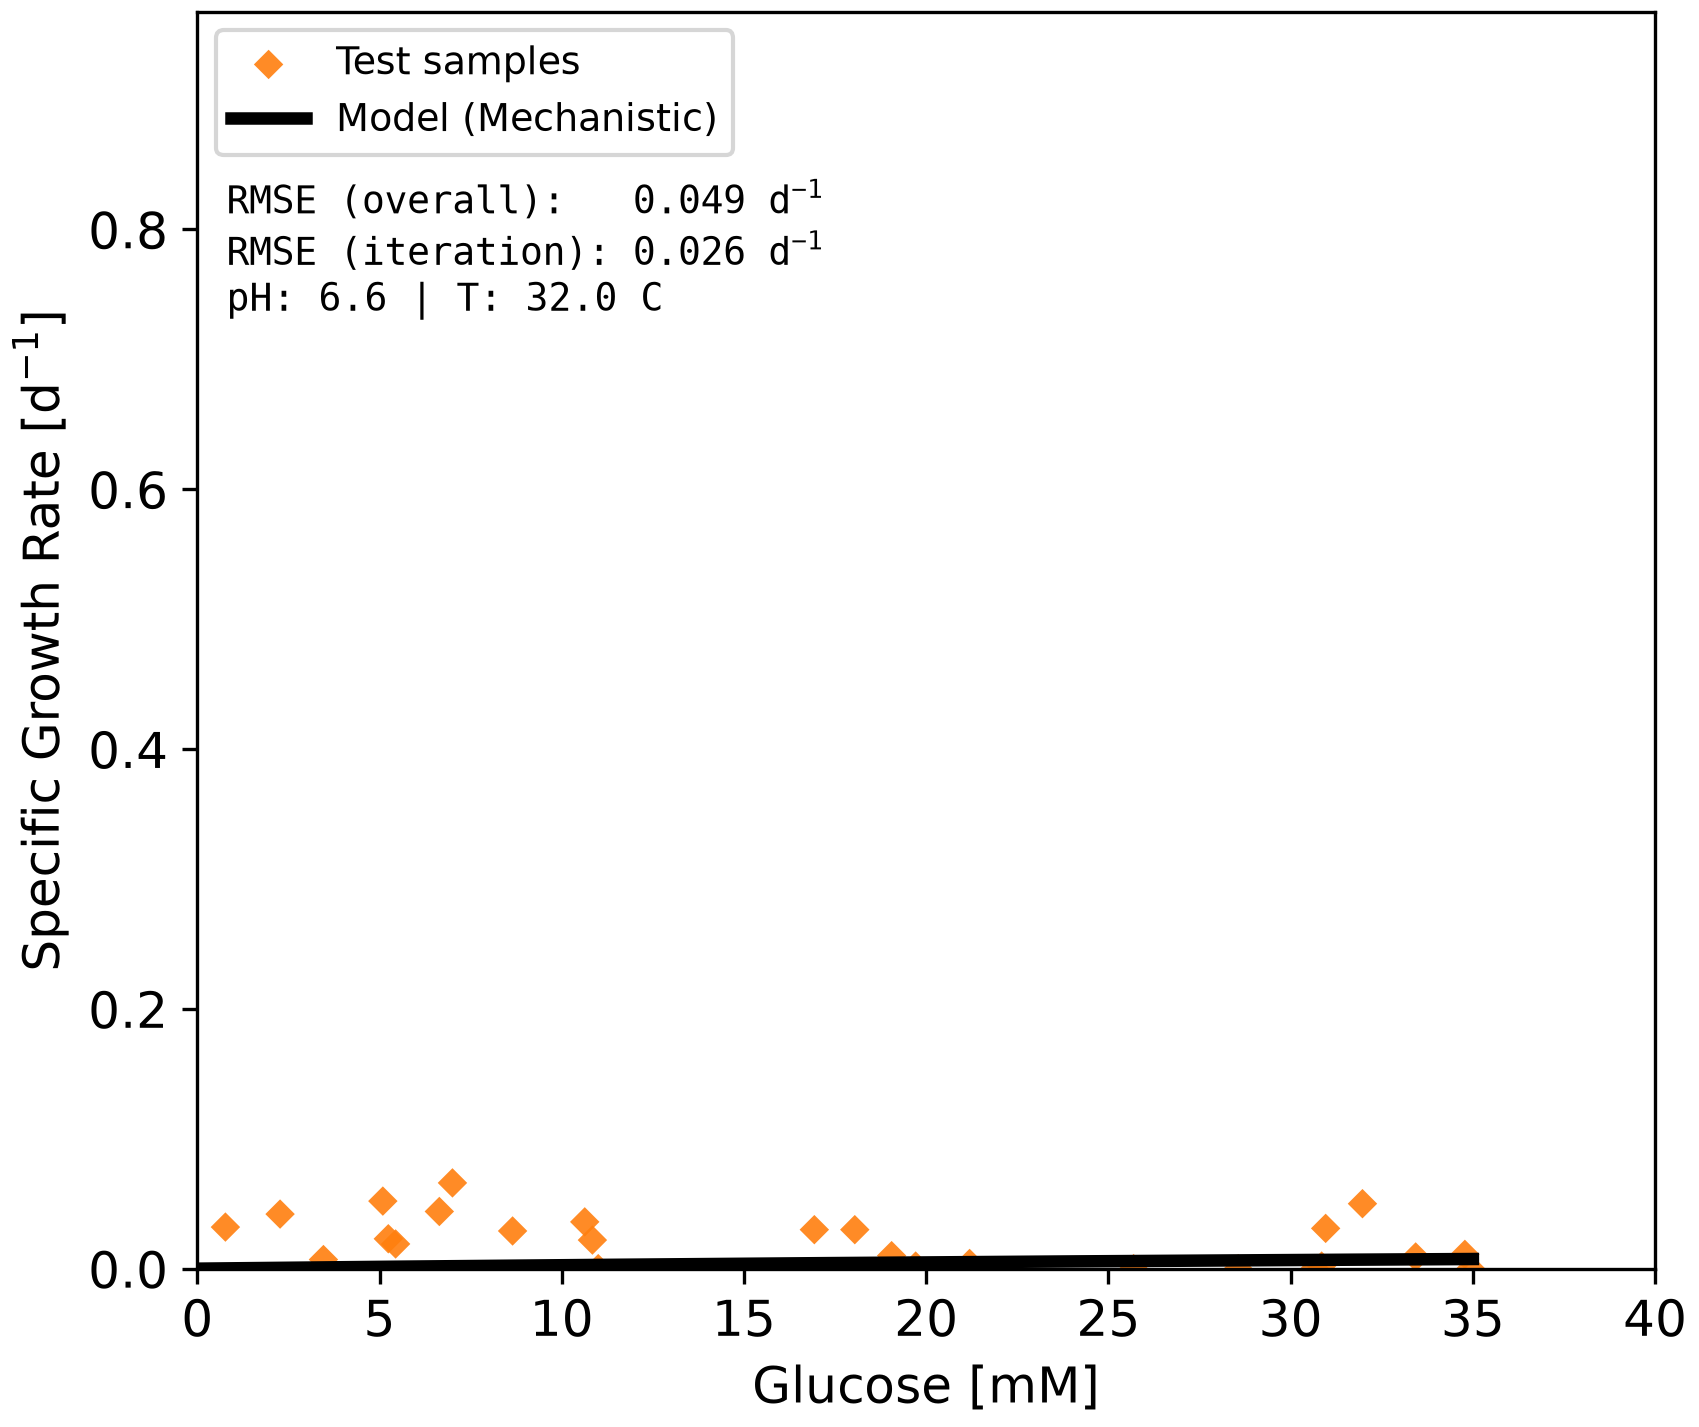 Test samples
Model (Mechanistic)
RMSE (overall):   0.049 d⁻¹
RMSE (iteration): 0.026 d⁻¹
pH: 6.6 | T: 32.0 C
0.8
0.6
0.4
0.2
0.0
Specific Growth Rate [d⁻¹]
0 5 10 15 20 25 30 35 40
Glucose [mM]